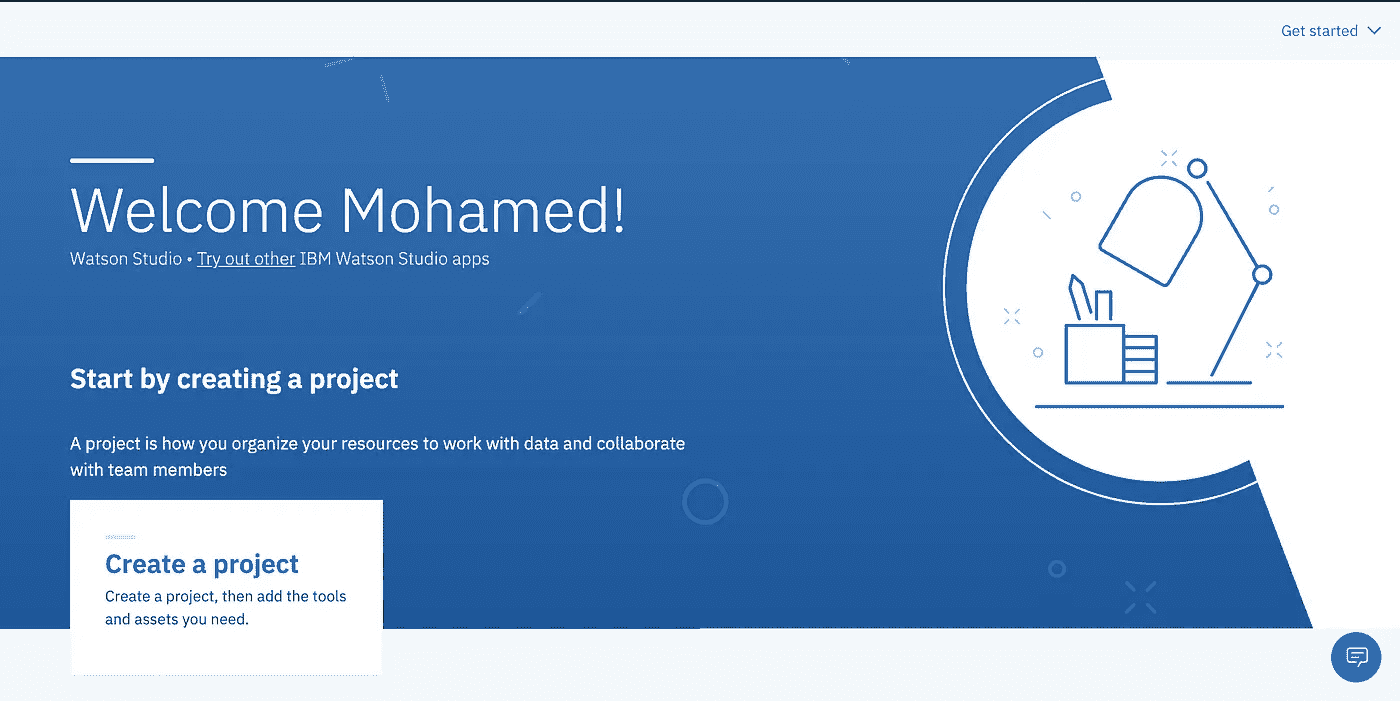 Get started
Welcome Mohamed!
Watson Studio • Try out other IBM Watson Studio apps
Start by creating a project
A project is how you organize your resources to work with data and collaborate
with team members
Create a project
Create a project, then add the tools
and assets you need.